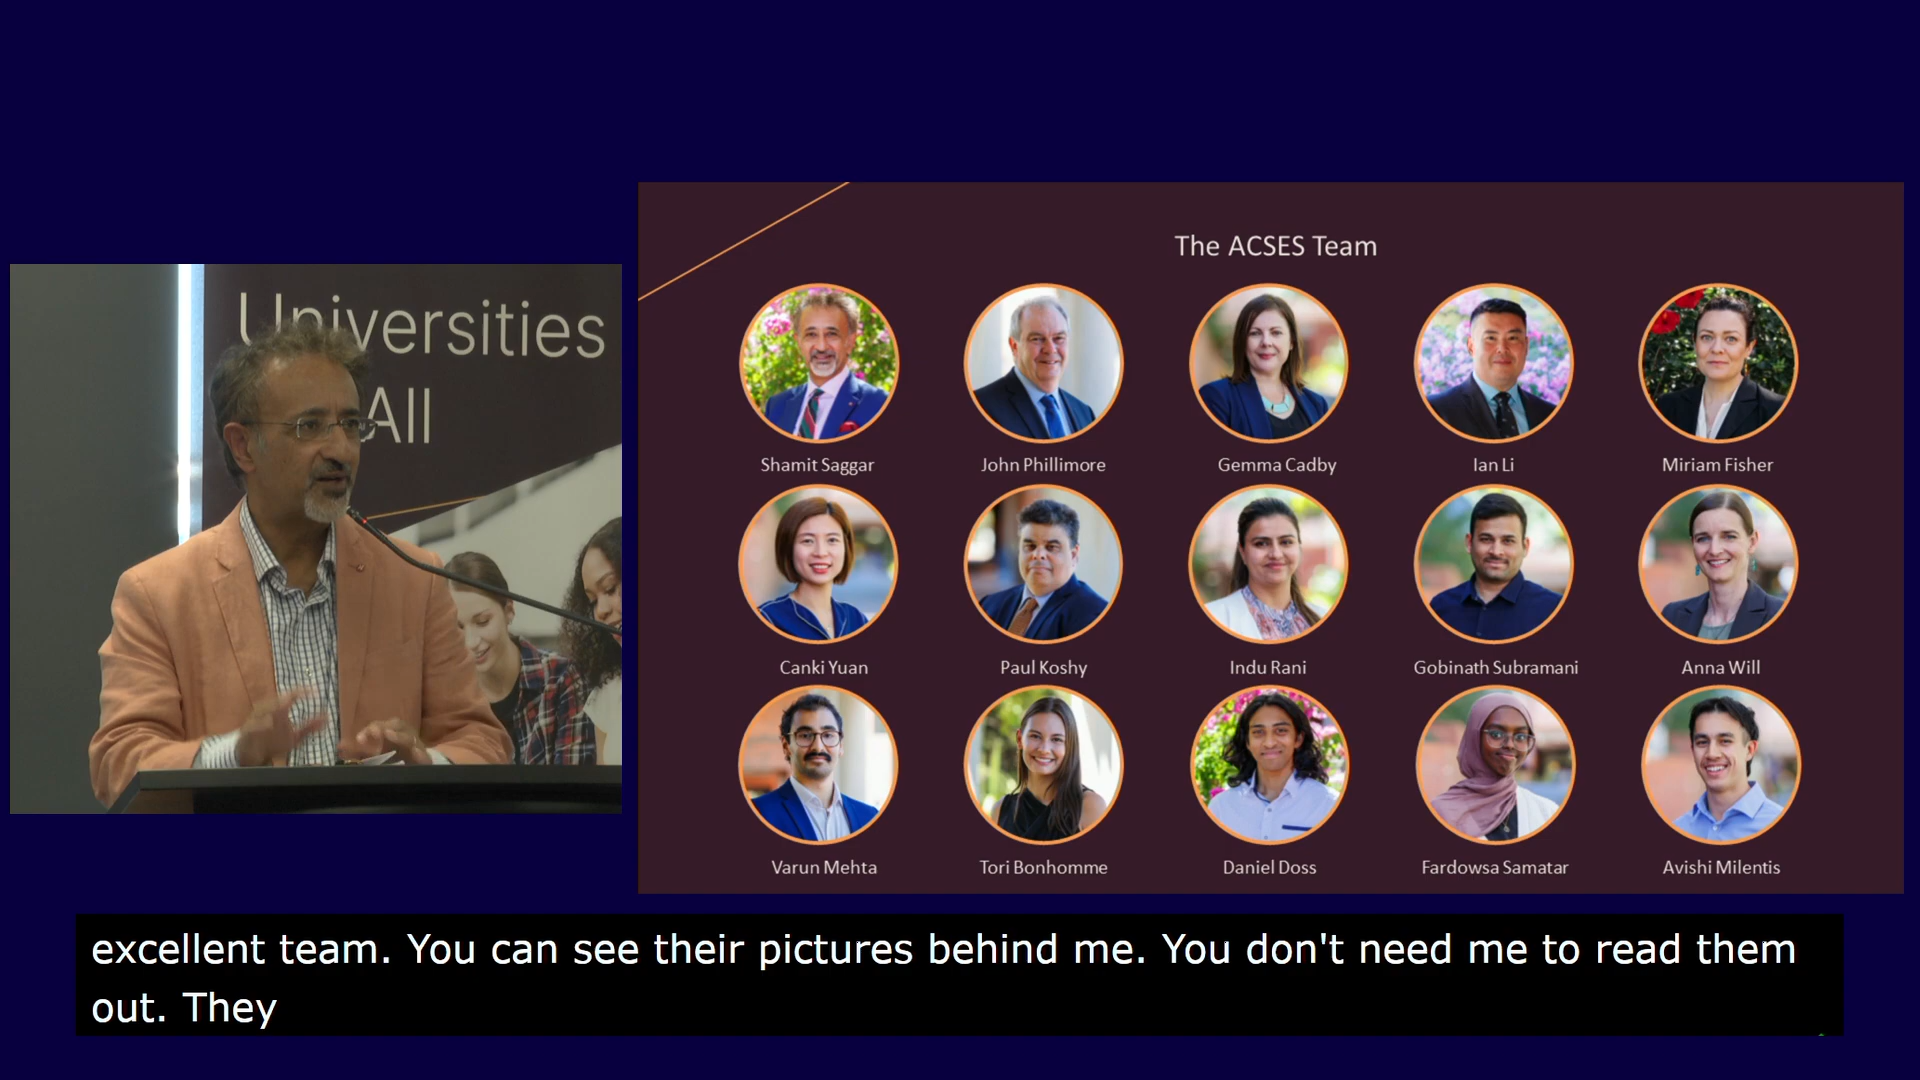 Universities
All
The ACSES Team
Shamit Saggar
John Phillimore
Gemma Cadby
Ian Li
Miriam Fisher
Canki Yuan
Paul Koshy
Indu Rani
Gobinath Subramani
Anna Will
Varun Mehta
Tori Bonhomme
Daniel Doss
Fardowsa Samatar
Avishi Milentis
excellent team. You can see their pictures behind me. You don't need me to read them
out. They